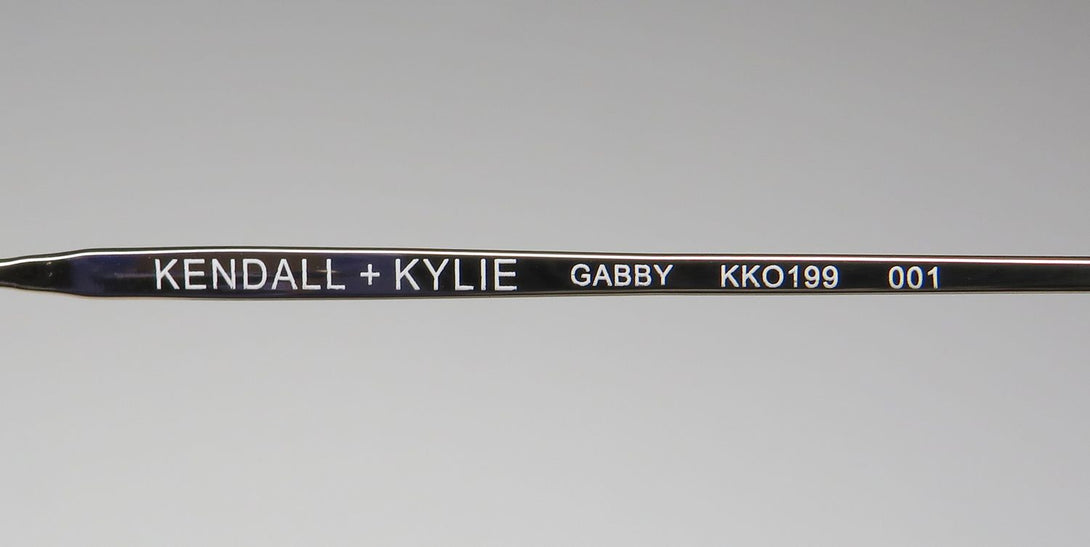 KENDALL + KYLIE GABBY KKO199 001